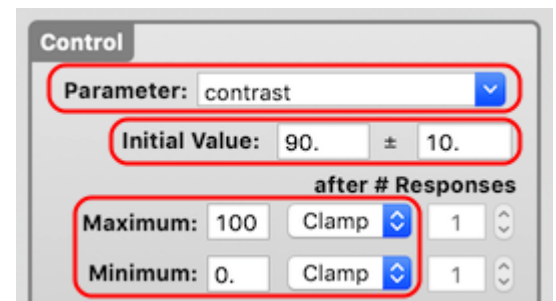 Control
Parameter: contrast
Initial Value: 90. ± 10.
after # Responses
Maximum: 100 Clamp 1
Minimum: 0. Clamp 1